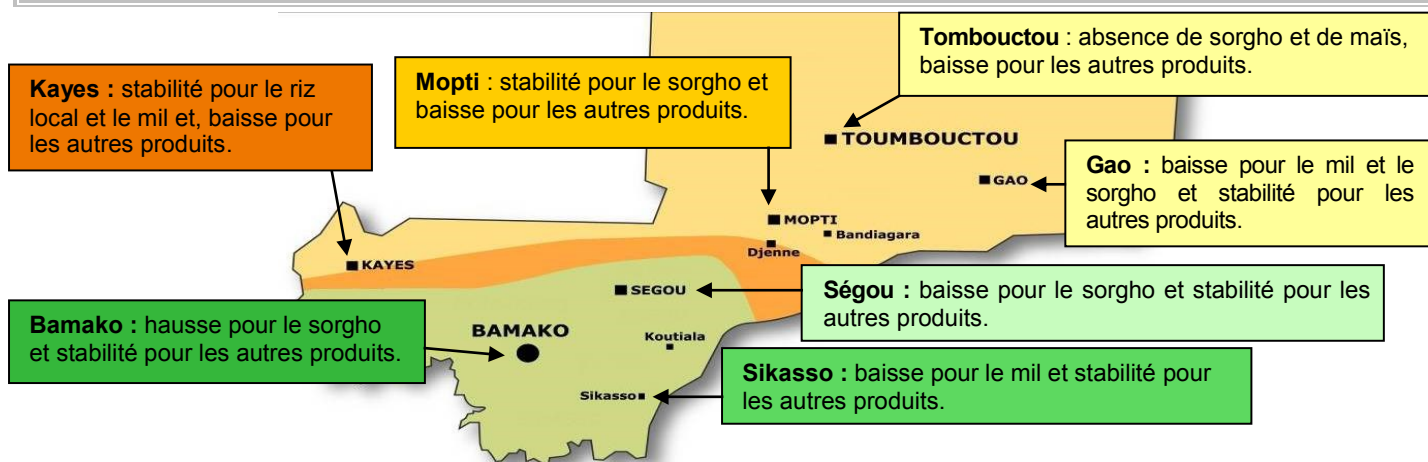 Tombouctou : absence de sorgho et de maïs,
baisse pour les autres produits.
Kayes : stabilité pour le riz
local et le mil et, baisse pour
les autres produits.
Mopti : stabilité pour le sorgho et
baisse pour les autres produits.
TOUMBOUCTOU
Gao : baisse pour le mil et le
sorgho et stabilité pour les
autres produits.
GAO
MOPTI
Bandiagara
Djenne
KAYES
SEGOU
Ségou : baisse pour le sorgho et stabilité pour les
autres produits.
Bamako : hausse pour le sorgho
et stabilité pour les autres produits.
BAMAKO
Koutiala
Sikasso
Sikasso : baisse pour le mil et stabilité pour
les autres produits.